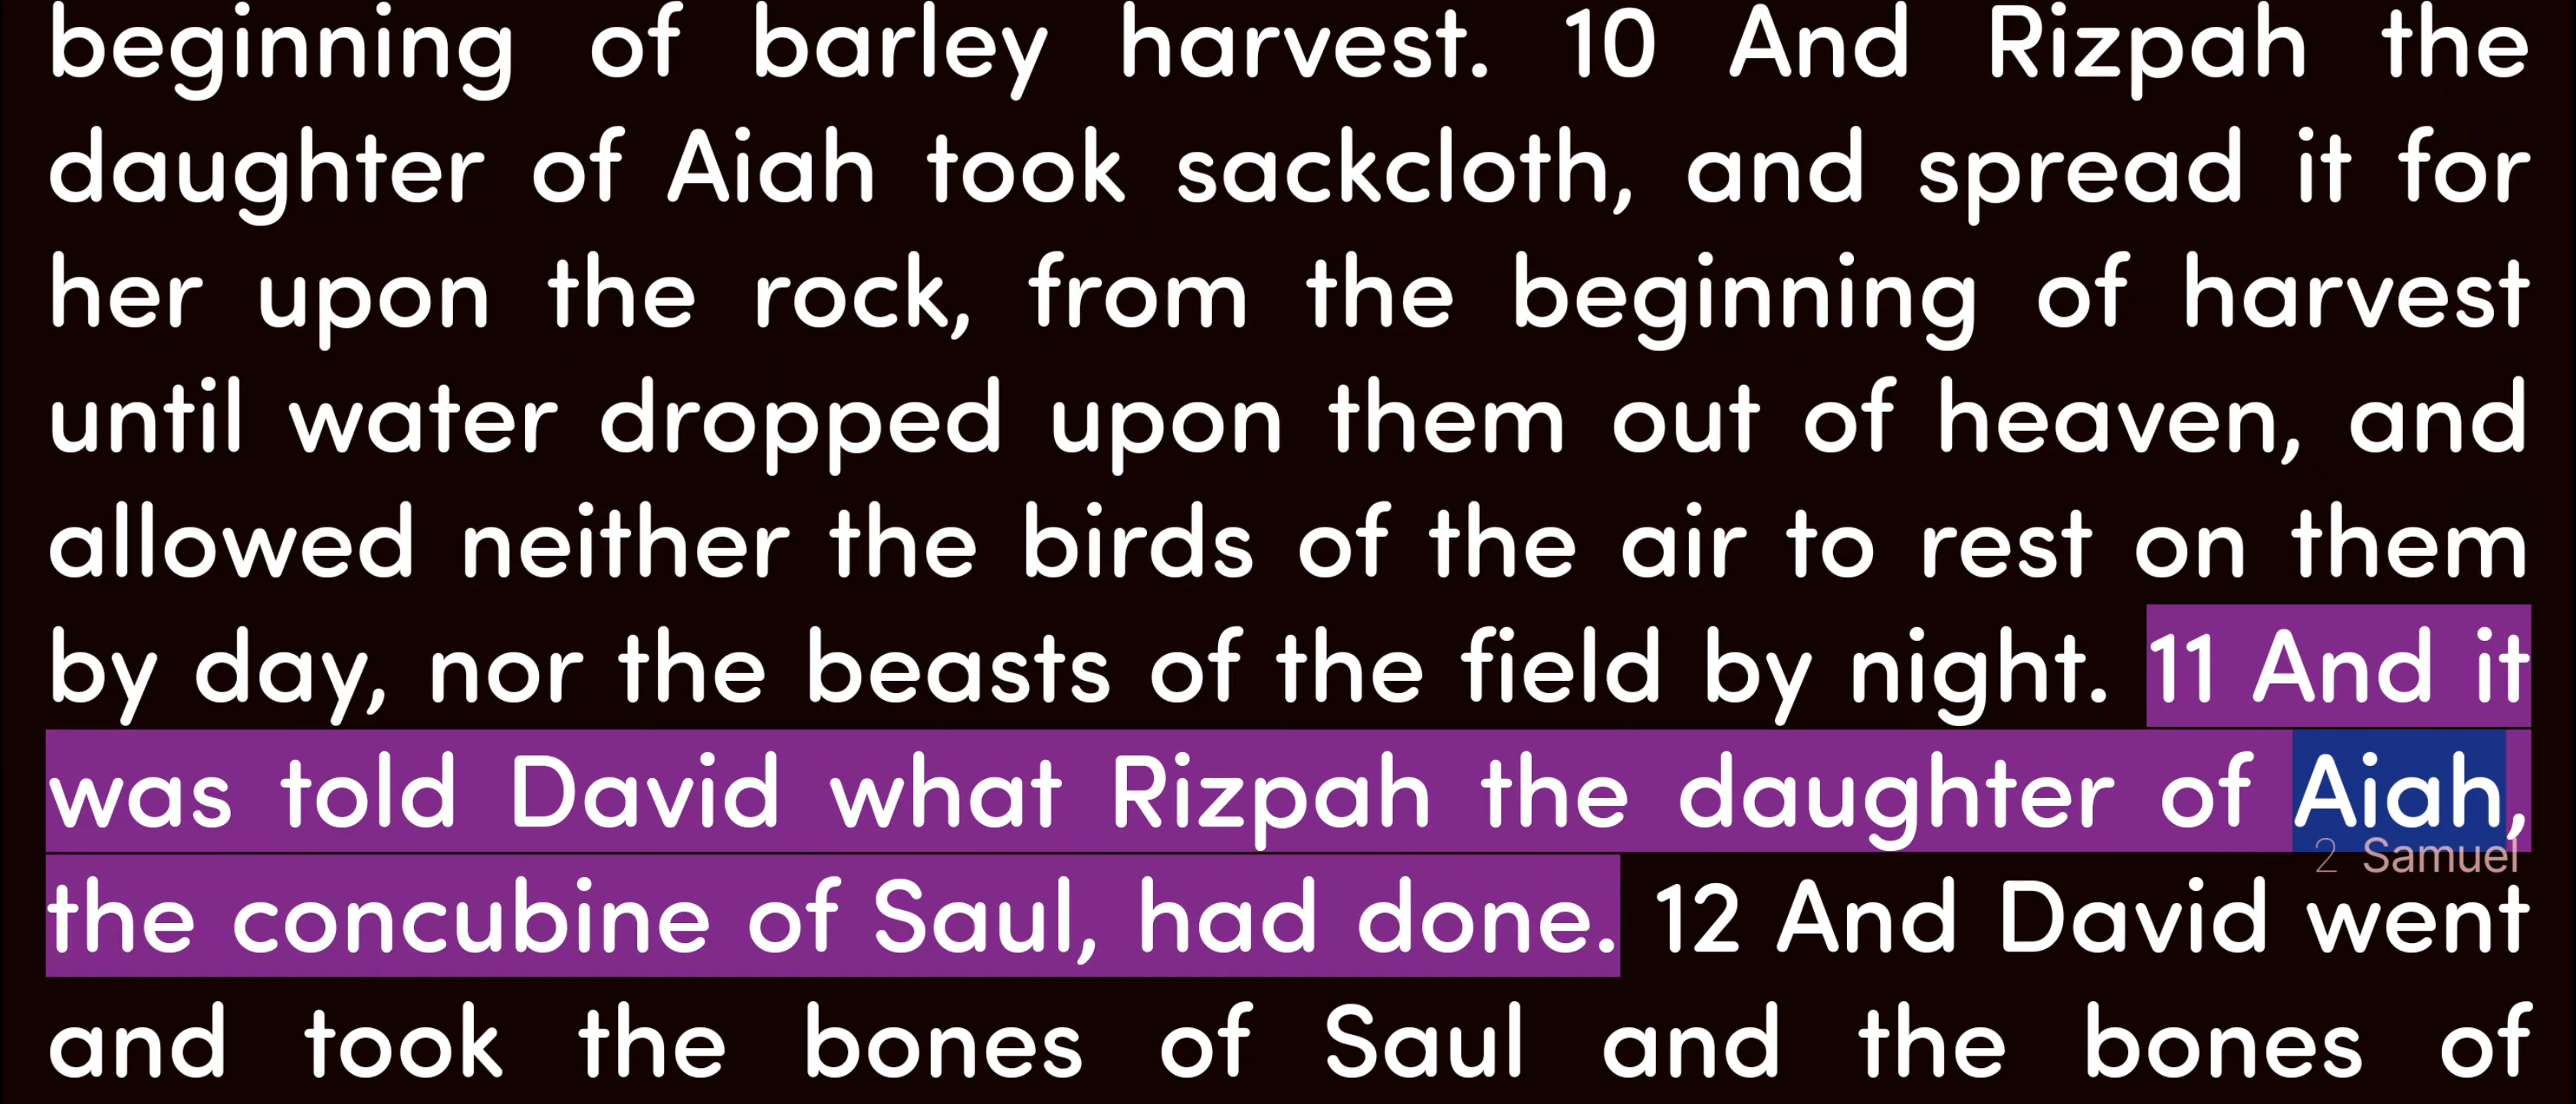 beginning of barley harvest. 10 And Rizpah the
daughter of Aiah took sackcloth, and spread it for
her upon the rock, from the beginning of harvest
until water dropped upon them out of heaven, and
allowed neither the birds of the air to rest on them
by day, nor the beasts of the field by night. 11 And it
was told David what Rizpah the daughter of Aiah,
2 Samuel
the concubine of Saul, had done. 12 And David went
and took the bones of Saul and the bones of